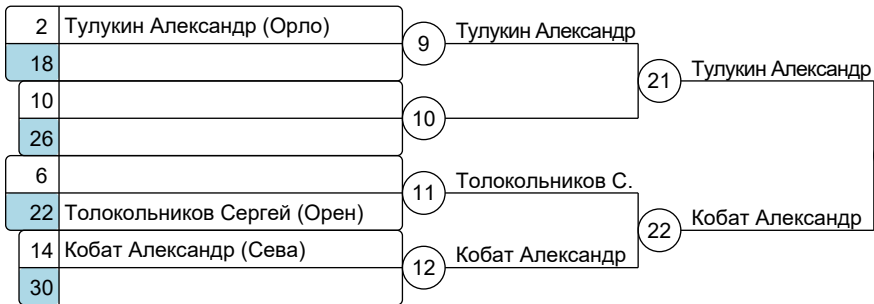 2 Тулукин Александр (Орло)
9 Тулукин Александр
18
21 Тулукин Александр
10
10
26
6
11 Толокольников С.
22 Толокольников Сергей (Орен)
22 Кобат Александр
14 Кобат Александр (Сева)
12 Кобат Александр
30